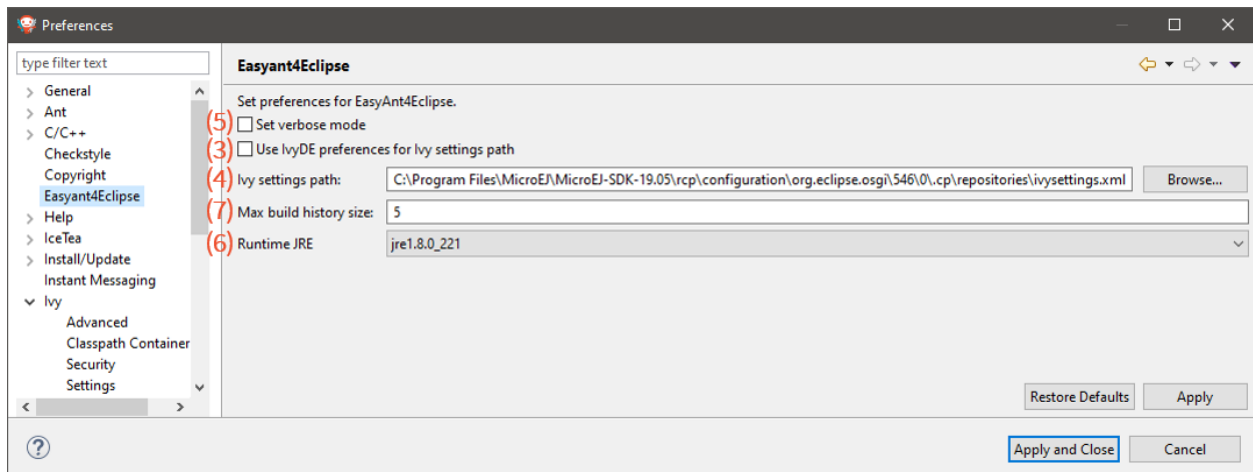 Preferences
type filter text
General
Ant
C/C++
Checkstyle
Copyright
Easyant4Eclipse
Help
IceTea
Install/Update
Instant Messaging
Ivy
Advanced
Classpath Container
Security
Settings
Easyant4Eclipse
Set preferences for EasyAnt4Eclipse.
(5) Set verbose mode
(3) Use IvyDE preferences for Ivy settings path
(4) Ivy settings path: C:\Program Files\MicroEJ\MicroEJ-SDK-19.05\rcp\configuration\org.eclipse.osgi\546\0\.cp\repositories\ivysettings.xml Browse...
(7) Max build history size: 5
(6) Runtime JRE jre1.8.0_221
Restore Defaults Apply
? Apply and Close Cancel